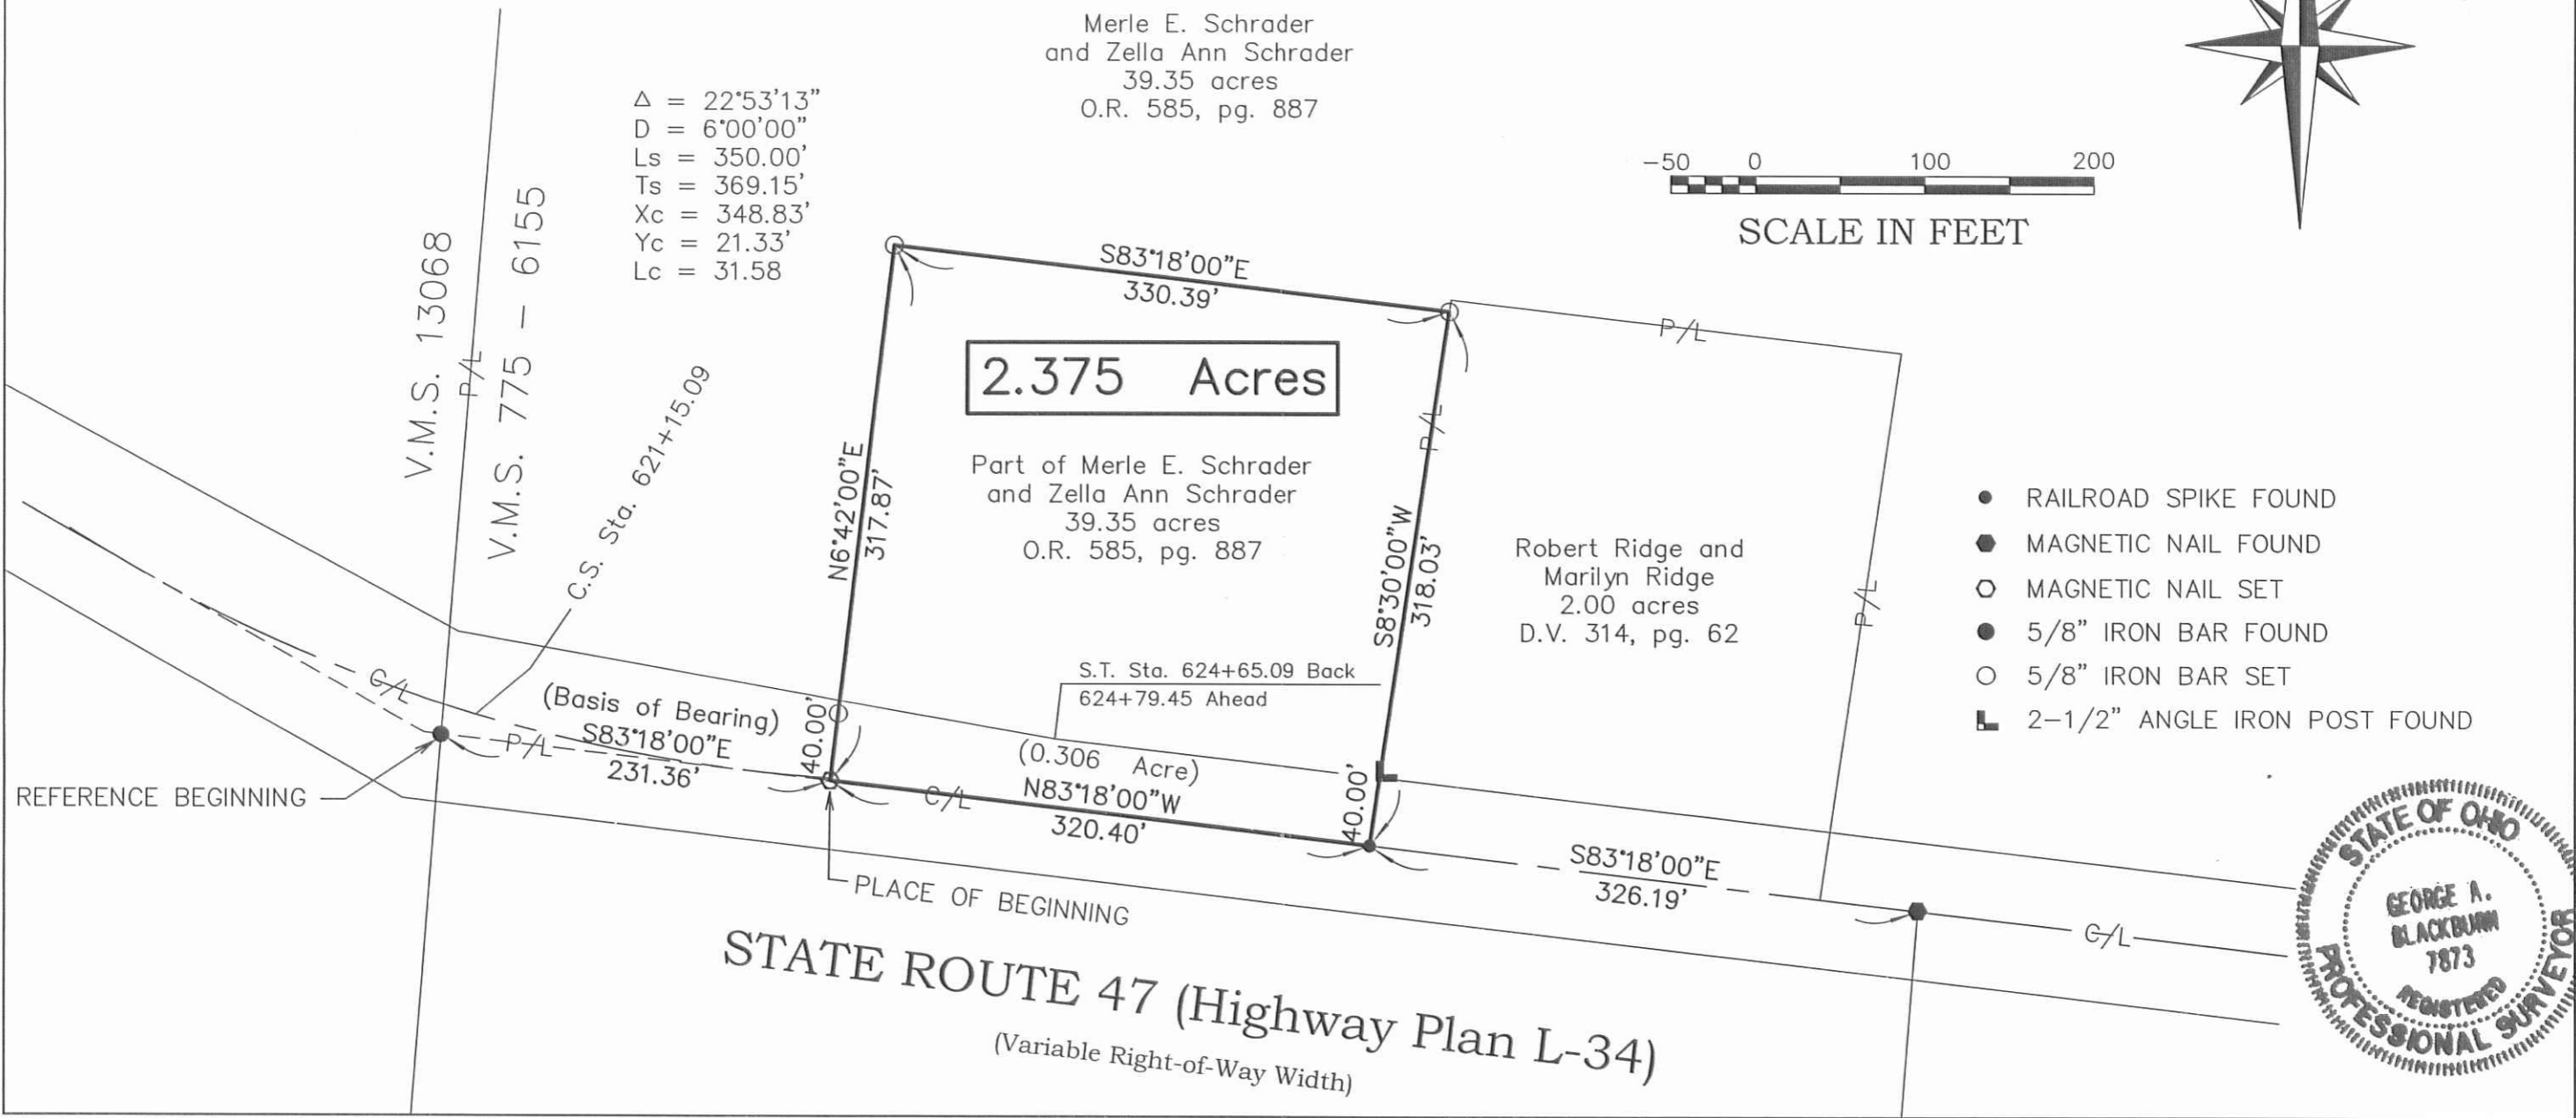 Merle E. Schrader
and Zella Ann Schrader
39.35 acres
O.R. 585, pg. 887
Δ = 22°53'13"
D = 6°00'00"
Ls = 350.00'
Ts = 369.15'
Xc = 348.83'
Yc = 21.33'
Lc = 31.58
-50 0 100 200
SCALE IN FEET
V.M.S. 13068
P/L
V.M.S. 775 - 6155
C.S. Sta. 621+15.09
S83°18'00"E
330.39'
2.375 Acres
N6°42'00"E
317.87'
Part of Merle E. Schrader
and Zella Ann Schrader
39.35 acres
O.R. 585, pg. 887
P/L
S8°30'00"W
318.03'
P/L
Robert Ridge and
Marilyn Ridge
2.00 acres
D.V. 314, pg. 62
P/L
RAILROAD SPIKE FOUND
MAGNETIC NAIL FOUND
MAGNETIC NAIL SET
5/8" IRON BAR FOUND
5/8" IRON BAR SET
2-1/2" ANGLE IRON POST FOUND
S.T. Sta. 624+65.09 Back
624+79.45 Ahead
C/L
(Basis of Bearing)
S83°18'00"E
231.36'
P/L
40.00'
(0.306 Acre)
C/L
N83°18'00"W
320.40'
40.00'
REFERENCE BEGINNING
PLACE OF BEGINNING
S83°18'00"E
326.19'
C/L
STATE ROUTE 47 (Highway Plan L-34)
(Variable Right-of-Way Width)
STATE OF OHIO
GEORGE A.
BLACKBURN
7873
REGISTERED
PROFESSIONAL SURVEYOR